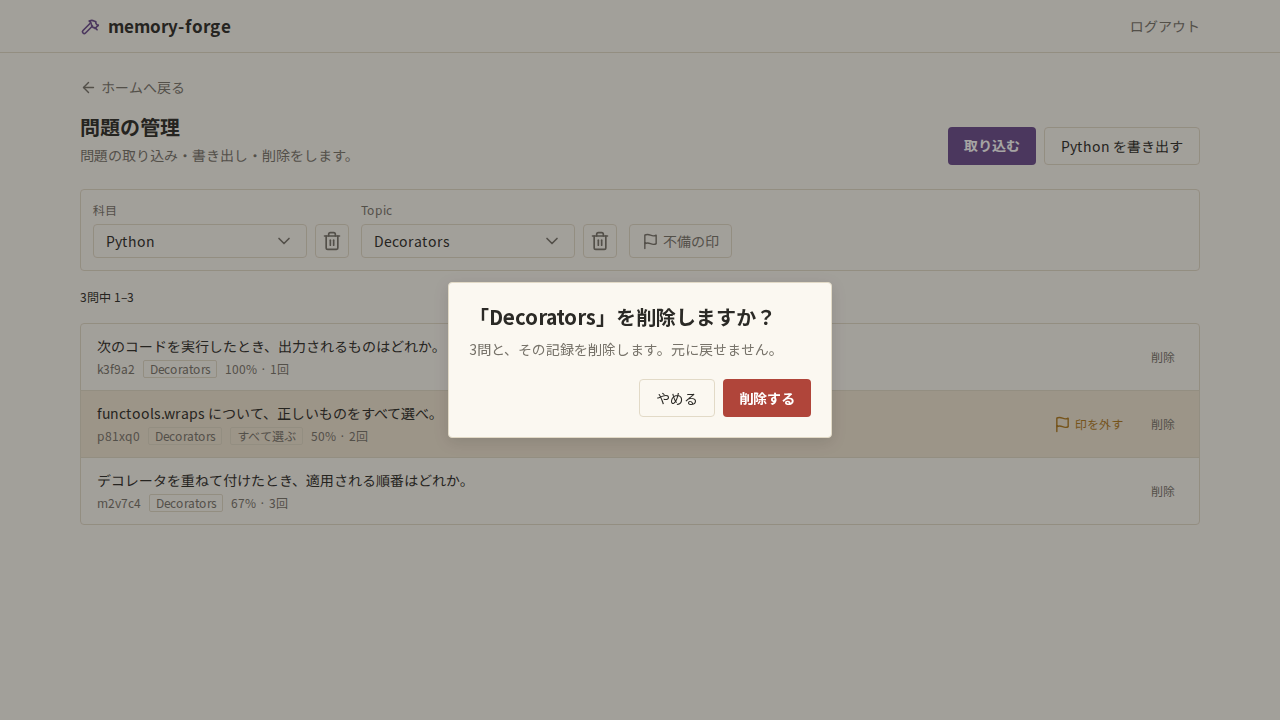 memory-forge
ログアウト
ホームへ戻る
問題の管理
問題の取り込み・書き出し・削除をします。
取り込む
Python を書き出す
科目
Topic
Python
Decorators
不備の印
3問中 1–3
「Decorators」を削除しますか？
3問と、その記録を削除します。元に戻せません。
やめる
削除する
次のコードを実行したとき、出力されるものはどれか。
k3f9a2 Decorators 100% · 1回
削除
functools.wraps について、正しいものをすべて選べ。
p81xq0 Decorators すべて選ぶ 50% · 2回
印を外す
削除
デコレータを重ねて付けたとき、適用される順番はどれか。
m2v7c4 Decorators 67% · 3回
削除